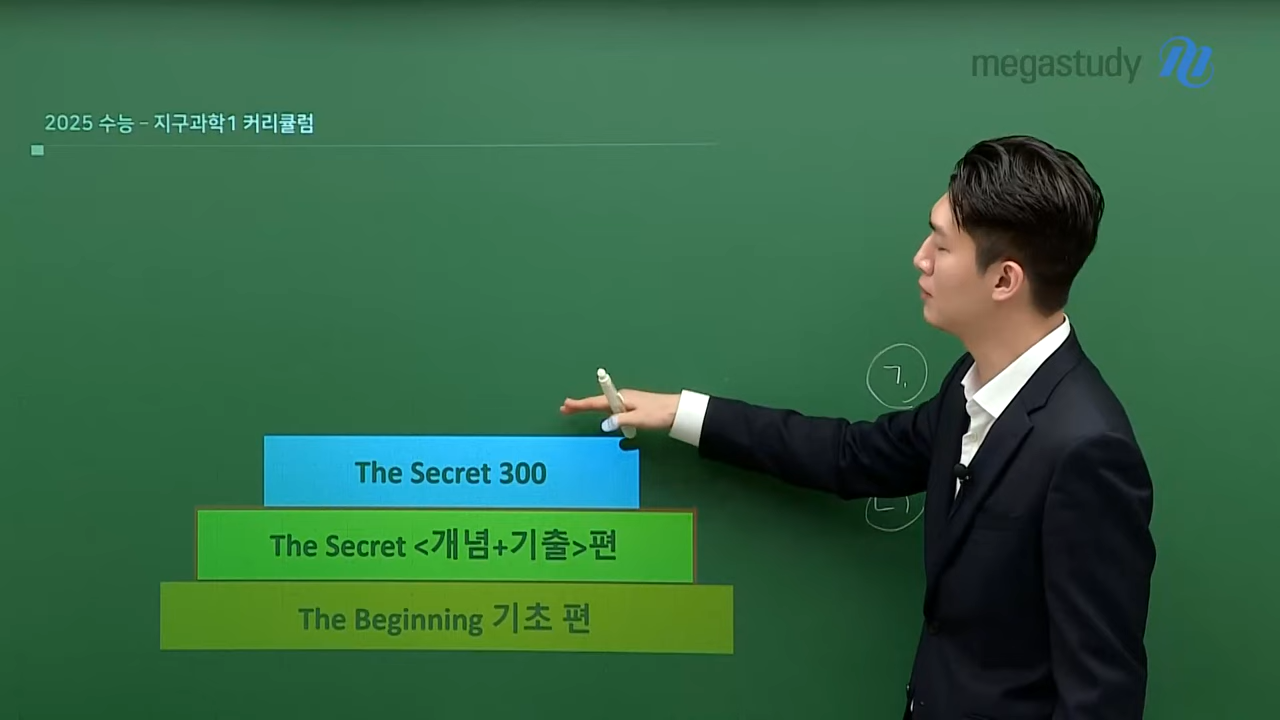 megastudy
2025 수능 - 지구과학1 커리큘럼
ㄱ.
The Secret 300
ㄴ
The Secret <개념+기출>편
The Beginning 기초 편